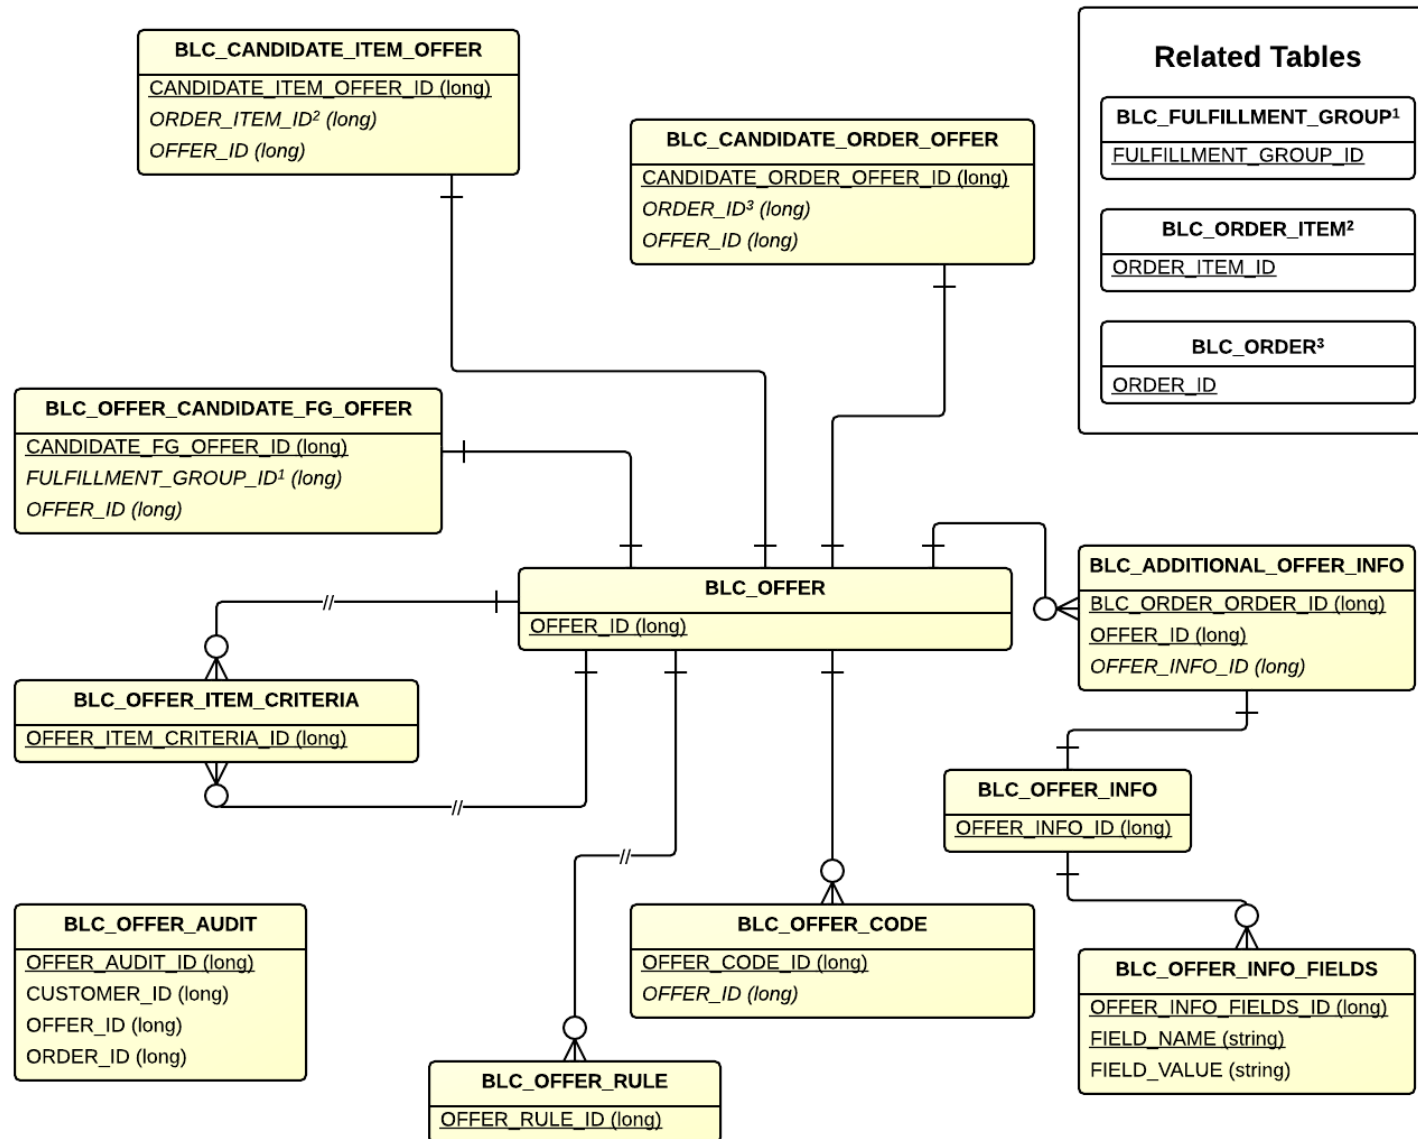 BLC_CANDIDATE_ITEM_OFFER
CANDIDATE_ITEM_OFFER_ID (long)
ORDER_ITEM_ID² (long)
OFFER_ID (long)
BLC_CANDIDATE_ORDER_OFFER
CANDIDATE_ORDER_OFFER_ID (long)
ORDER_ID³ (long)
OFFER_ID (long)
Related Tables
BLC_FULFILLMENT_GROUP¹
FULFILLMENT_GROUP_ID
BLC_ORDER_ITEM²
ORDER_ITEM_ID
BLC_ORDER³
ORDER_ID
BLC_OFFER_CANDIDATE_FG_OFFER
CANDIDATE_FG_OFFER_ID (long)
FULFILLMENT_GROUP_ID¹ (long)
OFFER_ID (long)
BLC_OFFER
OFFER_ID (long)
BLC_ADDITIONAL_OFFER_INFO
BLC_ORDER_ORDER_ID (long)
OFFER_ID (long)
OFFER_INFO_ID (long)
//
BLC_OFFER_ITEM_CRITERIA
OFFER_ITEM_CRITERIA_ID (long)
//
BLC_OFFER_INFO
OFFER_INFO_ID (long)
//
BLC_OFFER_AUDIT
OFFER_AUDIT_ID (long)
CUSTOMER_ID (long)
OFFER_ID (long)
ORDER_ID (long)
BLC_OFFER_CODE
OFFER_CODE_ID (long)
OFFER_ID (long)
BLC_OFFER_INFO_FIELDS
OFFER_INFO_FIELDS_ID (long)
FIELD_NAME (string)
FIELD_VALUE (string)
BLC_OFFER_RULE
OFFER_RULE_ID (long)